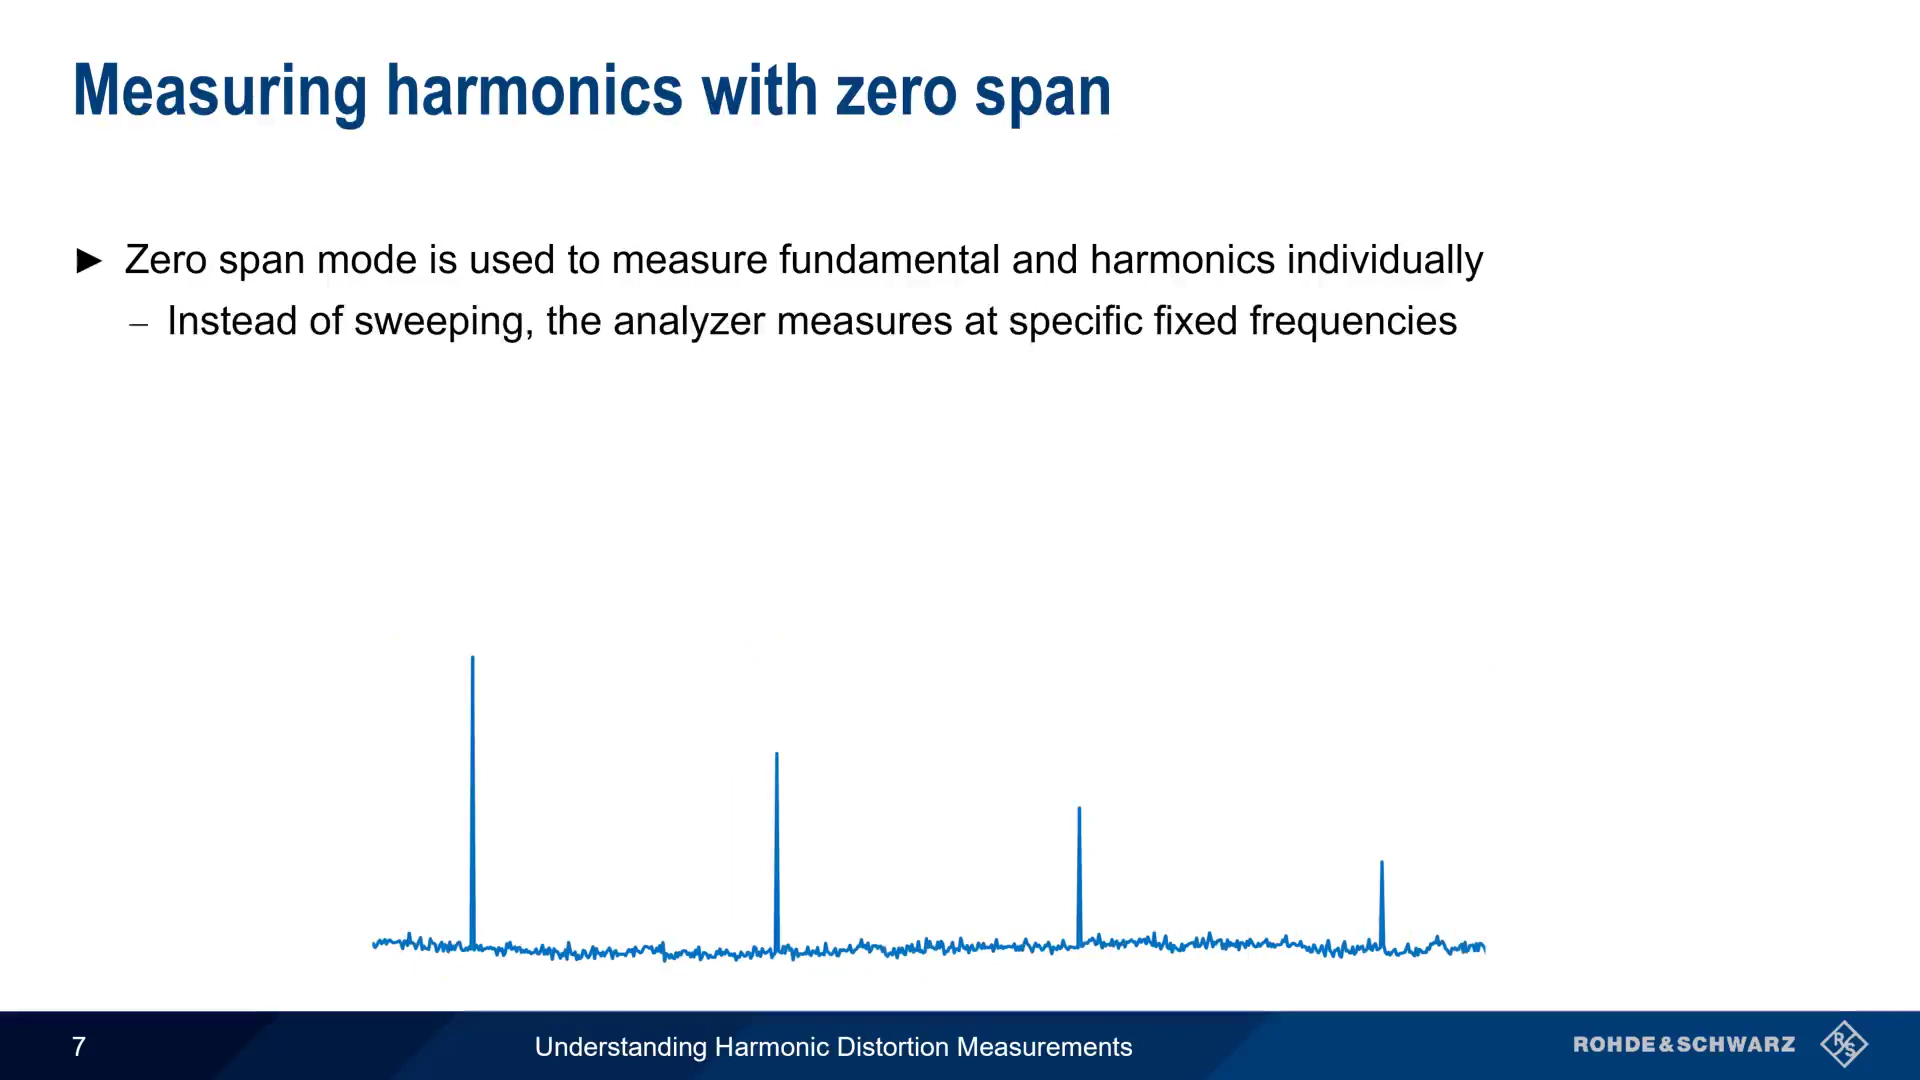 Measuring harmonics with zero span
► Zero span mode is used to measure fundamental and harmonics individually
– Instead of sweeping, the analyzer measures at specific fixed frequencies
7
Understanding Harmonic Distortion Measurements
ROHDE&SCHWARZ
R&S